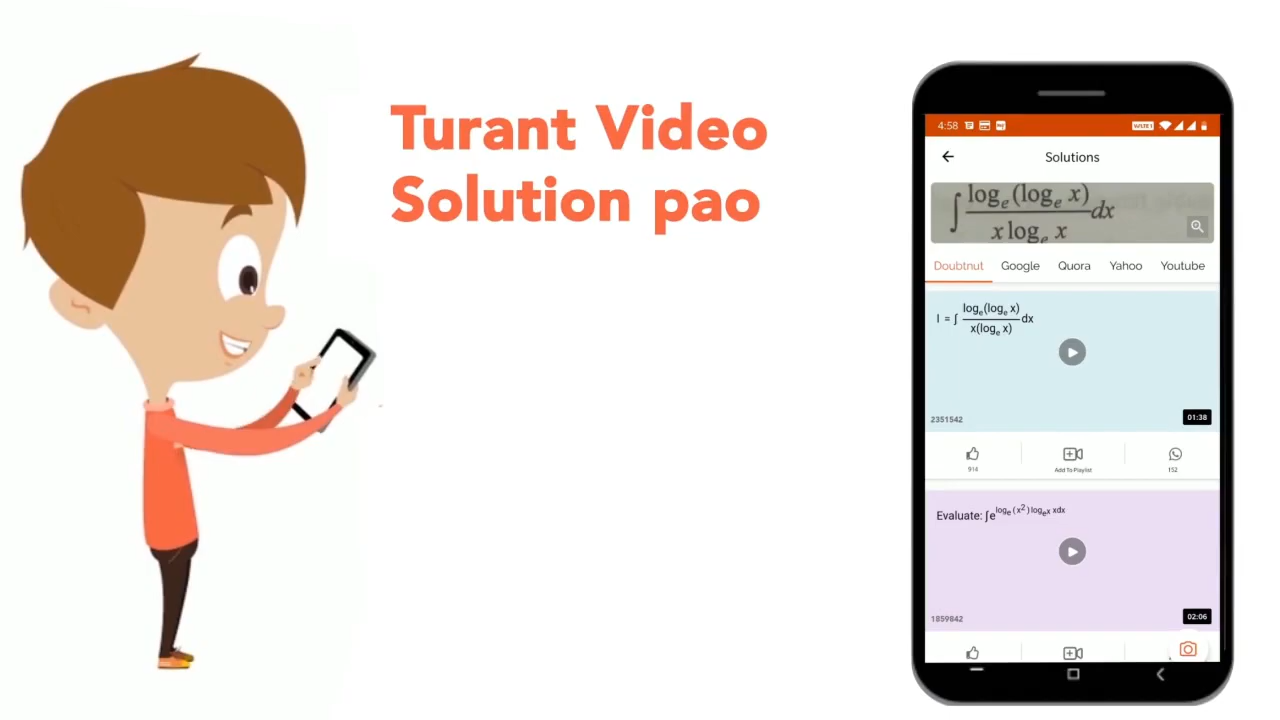 Turant Video
Solution pao
4:58
Solutions
∫ logₑ(logₑ x) / x logₑ x dx
Doubtnut Google Quora Yahoo Youtube
I = ∫ logₑ(logₑ x) / x(logₑ x) dx
2351542 01:38
914 Add To Playlist 152
Evaluate: ∫e^logₑ(x²)logₑx xdx
1859842 02:06